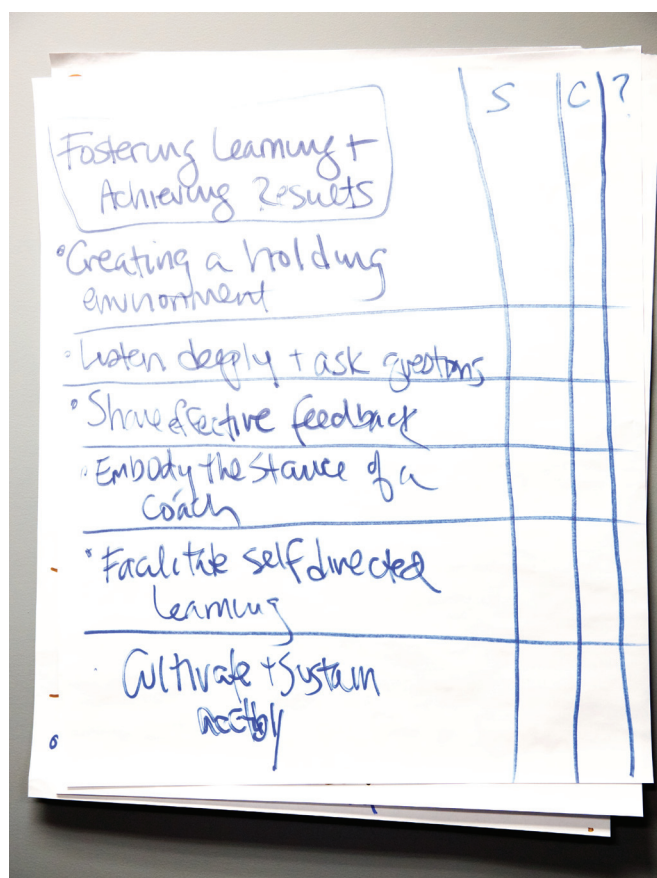 S C ?
Fostering Learning +
Achieving Results
• Creating a holding
environment
• Listen deeply + ask questions
• Share effective feedback
• Embody the stance of a
coach
• Facilitate self directed
Learning
• Cultivate + Sustain